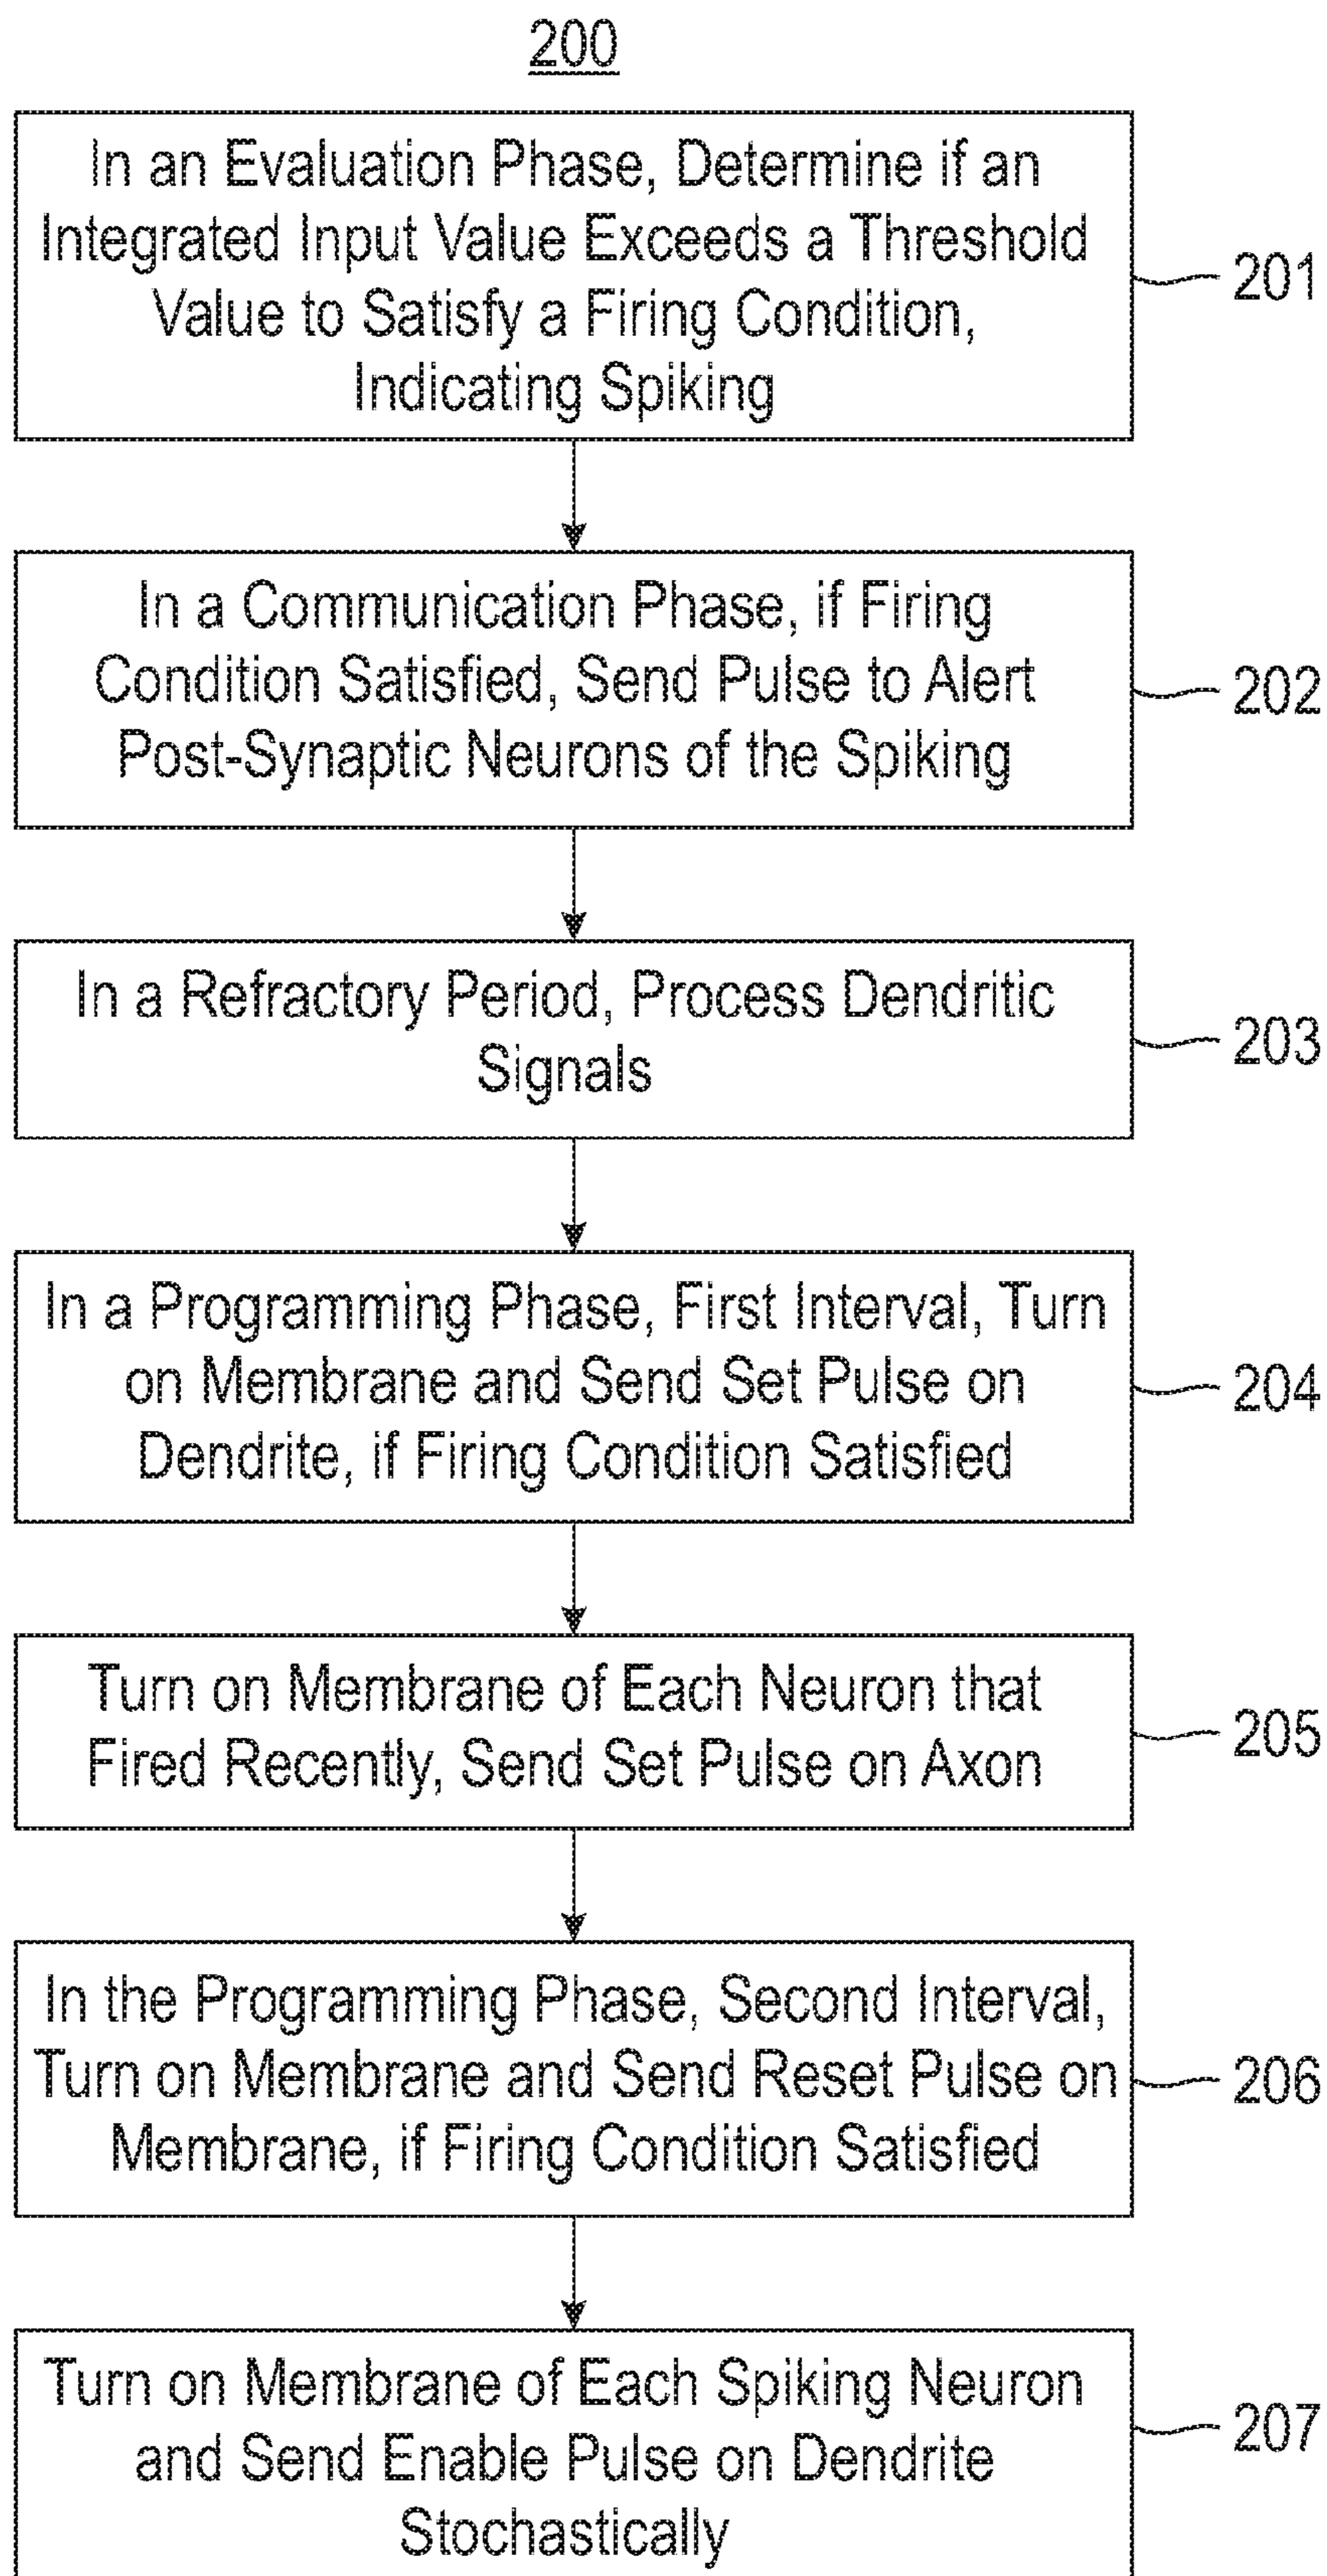 200
In an Evaluation Phase, Determine if an
Integrated Input Value Exceeds a Threshold
Value to Satisfy a Firing Condition,
Indicating Spiking
201
In a Communication Phase, if Firing
Condition Satisfied, Send Pulse to Alert
Post-Synaptic Neurons of the Spiking
202
In a Refractory Period, Process Dendritic
Signals
203
In a Programming Phase, First Interval, Turn
on Membrane and Send Set Pulse on
Dendrite, if Firing Condition Satisfied
204
Turn on Membrane of Each Neuron that
Fired Recently, Send Set Pulse on Axon
205
In the Programming Phase, Second Interval,
Turn on Membrane and Send Reset Pulse on
Membrane, if Firing Condition Satisfied
206
Turn on Membrane of Each Spiking Neuron
and Send Enable Pulse on Dendrite
Stochastically
207